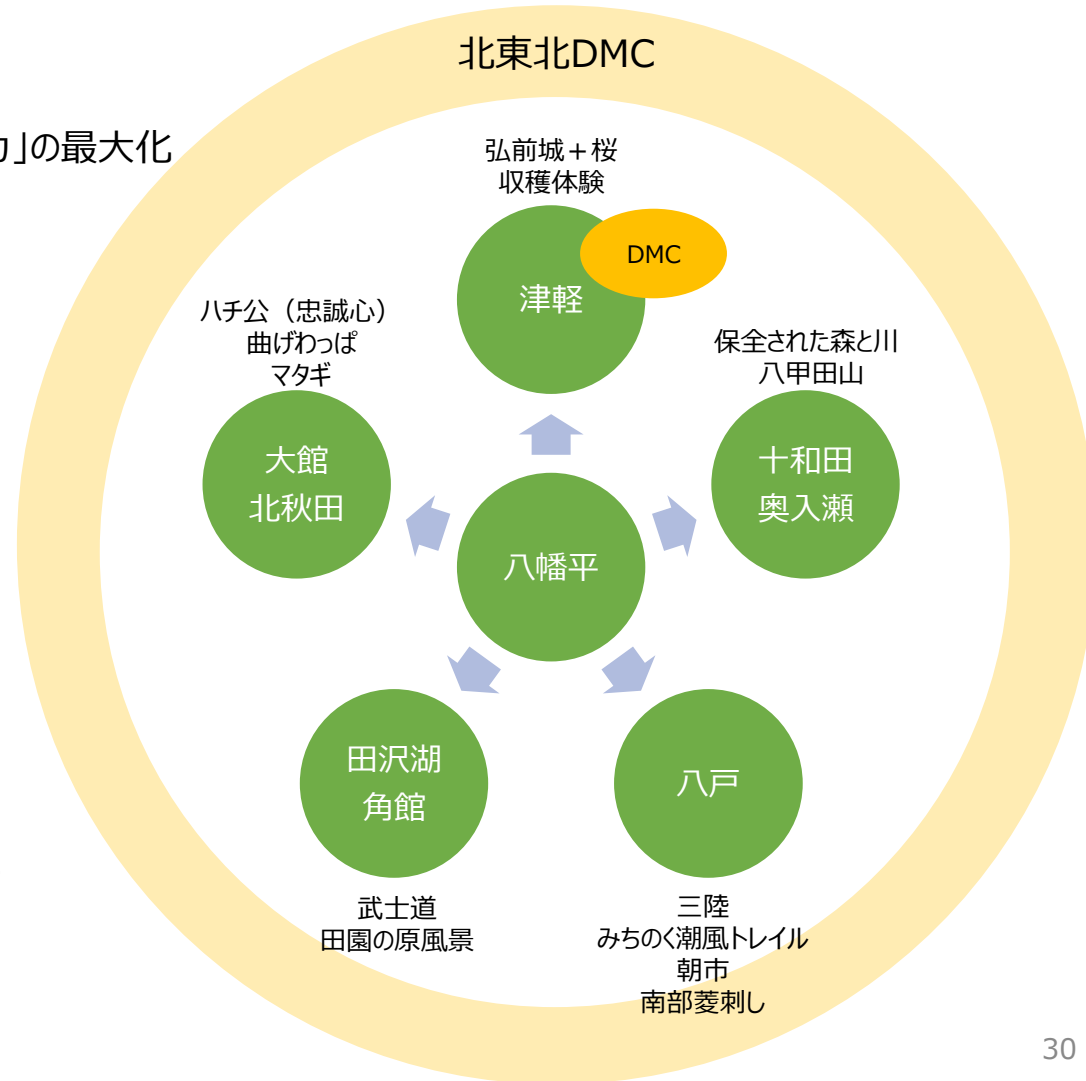 北東北DMC
」の最大化
弘前城+桜
収穫体験
DMC
津軽
ハチ公（忠誠心）
曲げわっぱ
マタギ
保全された森と川
八甲田山
大館
北秋田
十和田
奥入瀬
八幡平
田沢湖
角館
八戸
武士道
田園の原風景
三陸
みちのく潮風トレイル
朝市
南部菱刺し
30